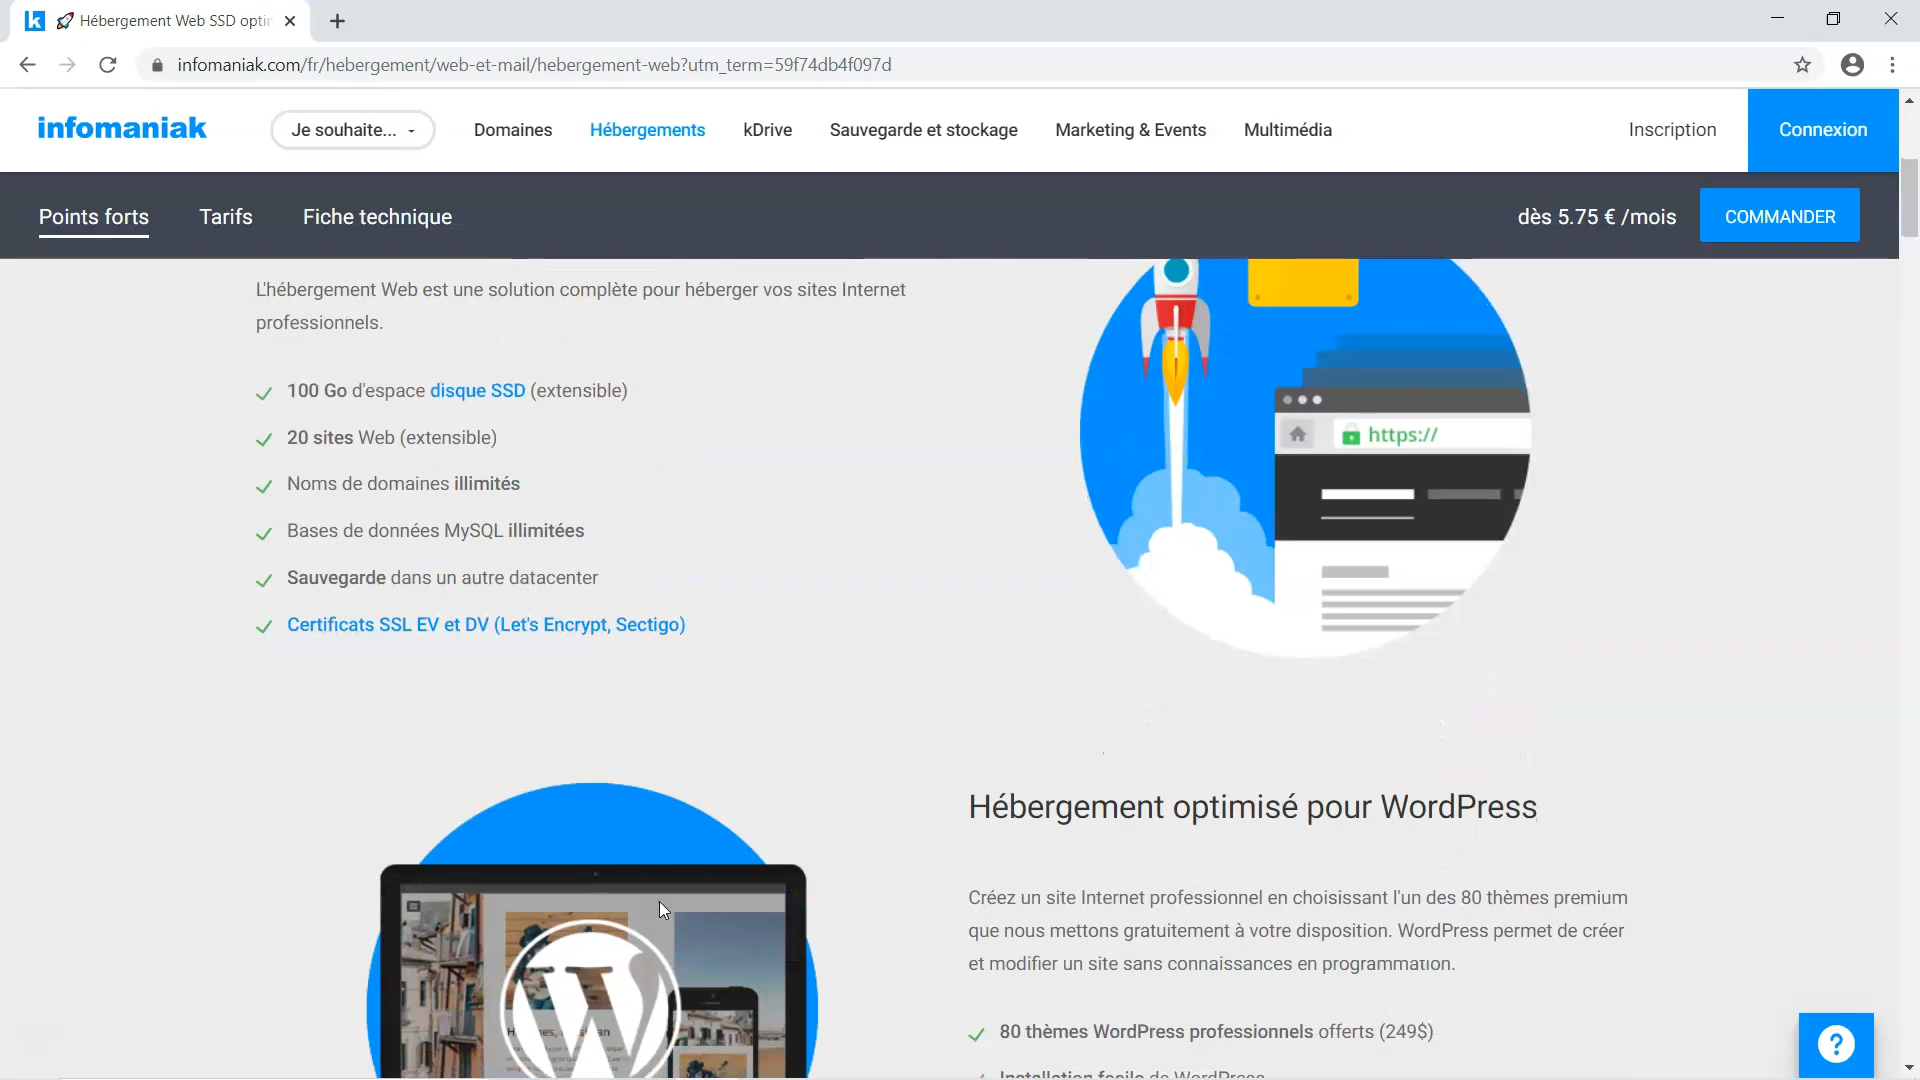 Hébergement Web SSD optir
infomaniak.com/fr/hebergement/web-et-mail/hebergement-web?utm_term=59f74db4f097d
infomaniak
Je souhaite...
Domaines
Hébergements
kDrive
Sauvegarde et stockage
Marketing & Events
Multimédia
Inscription
Connexion
Points forts
Tarifs
Fiche technique
dès 5.75 € /mois
COMMANDER
L'hébergement Web est une solution complète pour héberger vos sites Internet
professionnels.
100 Go d'espace disque SSD (extensible)
20 sites Web (extensible)
Noms de domaines illimités
Bases de données MySQL illimitées
Sauvegarde dans un autre datacenter
Certificats SSL EV et DV (Let's Encrypt, Sectigo)
https://
Hébergement optimisé pour WordPress
Créez un site Internet professionnel en choisissant l'un des 80 thèmes premium
que nous mettons gratuitement à votre disposition. WordPress permet de créer
et modifier un site sans connaissances en programmation.
80 thèmes WordPress professionnels offerts (249$)
Installation facile de WordPress
?